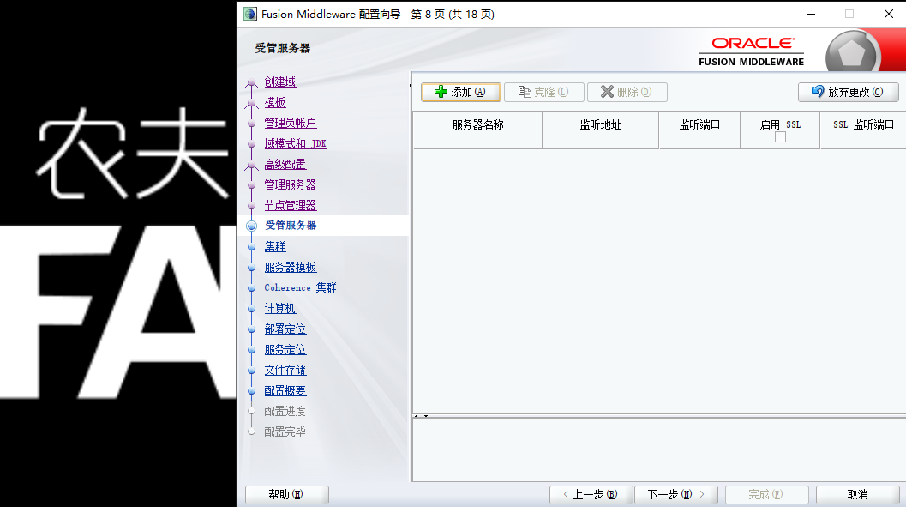 Fusion Middleware 配置向导 - 第 8 页 (共 18 页)
受管服务器
ORACLE
FUSION MIDDLEWARE
创建域
模板
管理员帐户
域模式和 JDK
高级配置
管理服务器
节点管理器
受管服务器
集群
服务器模板
Coherence 集群
计算机
部署定位
服务定位
文件存储
配置概要
配置进度
配置完毕
添加(A)
克隆(L)
删除(D)
放弃更改(C)
服务器名称
监听地址
监听端口
启用 SSL
SSL 监听端口
帮助(H)
< 上一步(B)
下一步(N) >
完成(F)
取消
农夫
FA